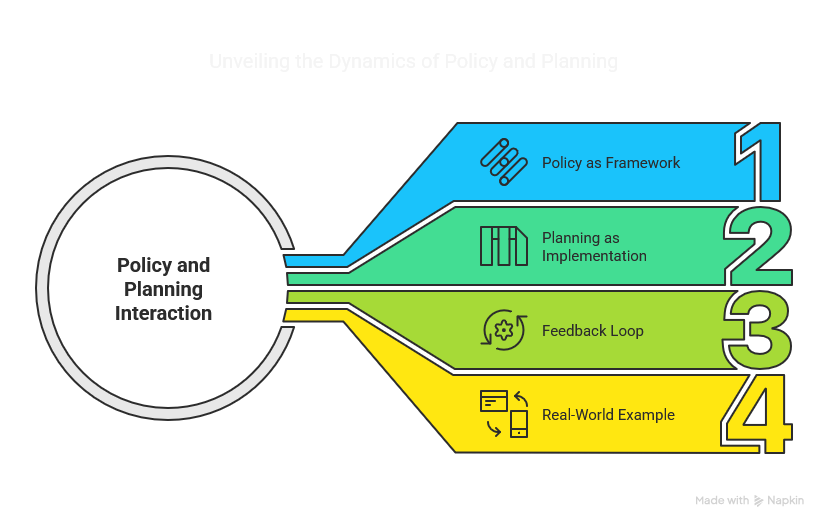 Unveiling the Dynamics of Policy and Planning
Policy and
Planning
Interaction
Policy as Framework
1
Planning as
Implementation
2
Feedback Loop
3
Real-World Example
4
Made with Napkin